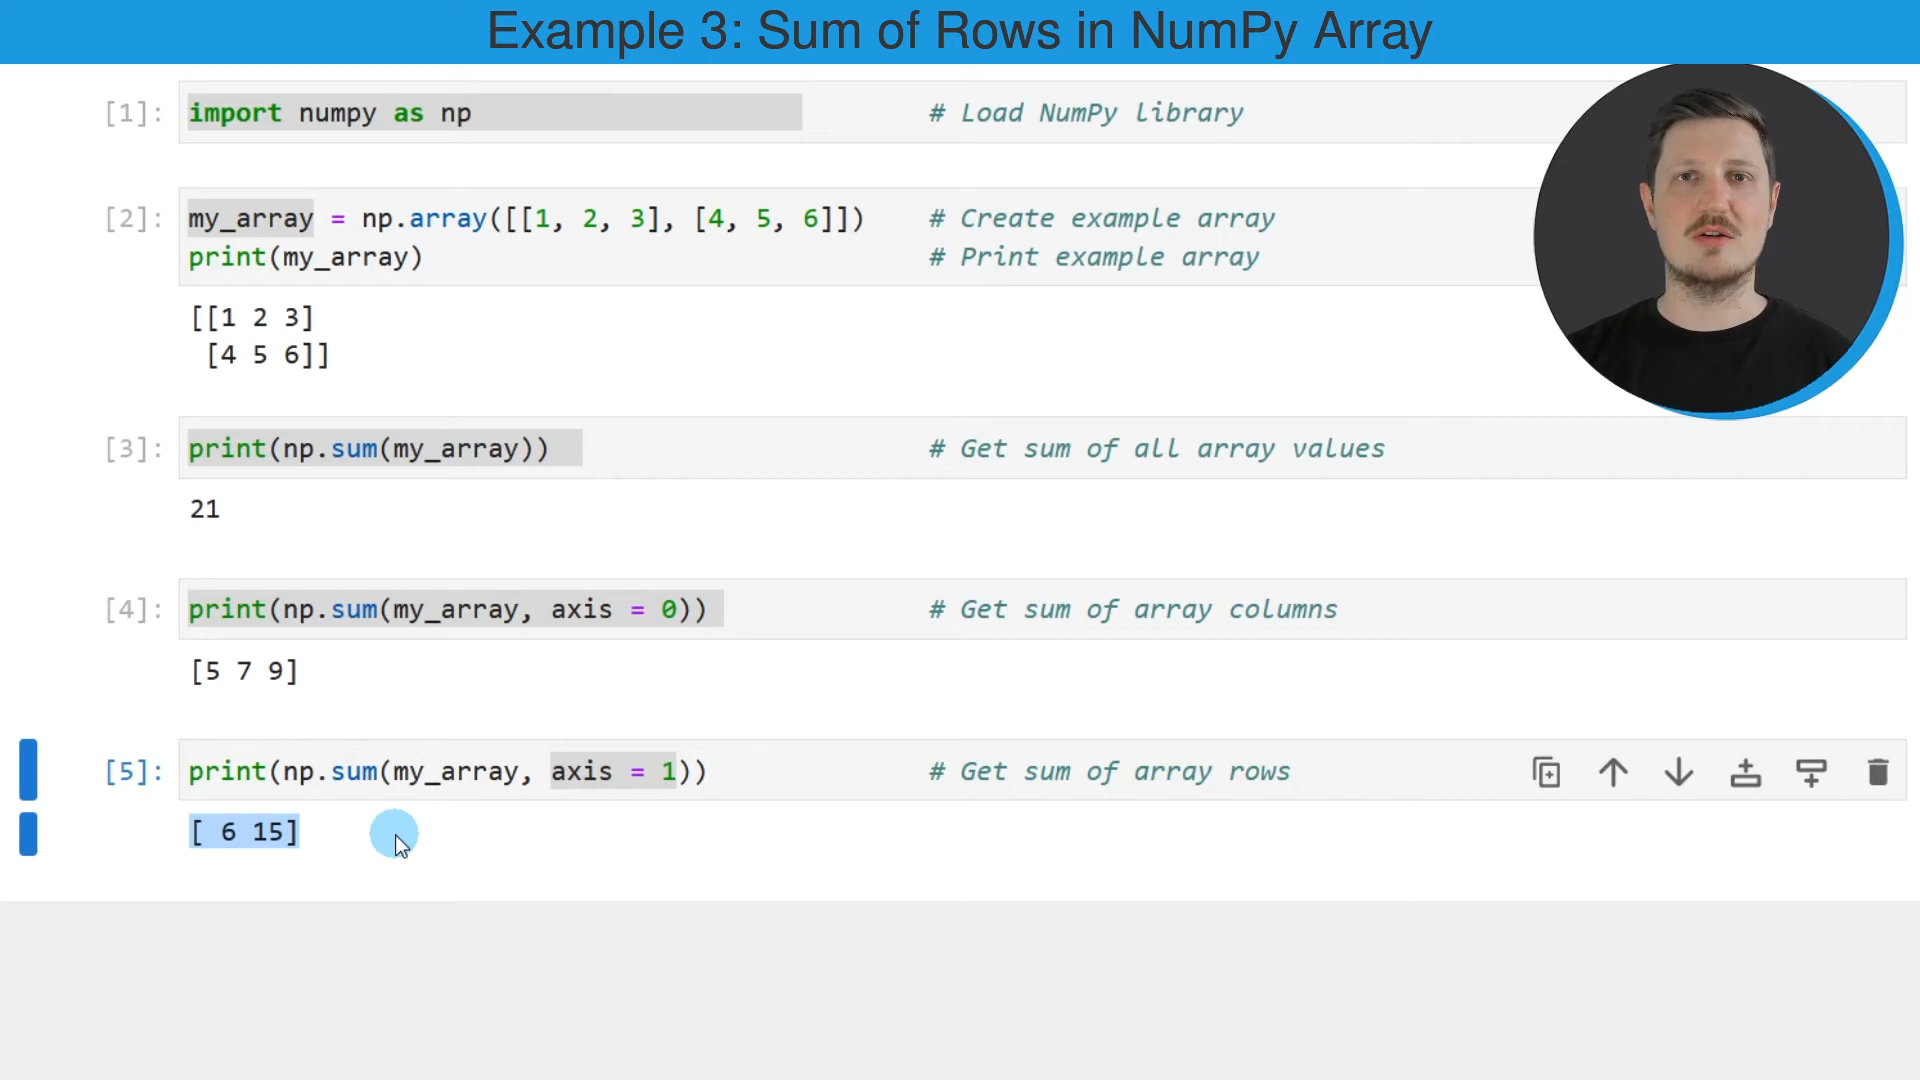 Example 3: Sum of Rows in NumPy Array
[1]: import numpy as np # Load NumPy library
[2]: my_array = np.array([[1, 2, 3], [4, 5, 6]]) # Create example array
print(my_array) # Print example array
[[1 2 3]
 [4 5 6]]
[3]: print(np.sum(my_array)) # Get sum of all array values
21
[4]: print(np.sum(my_array, axis = 0)) # Get sum of array columns
[5 7 9]
[5]: print(np.sum(my_array, axis = 1)) # Get sum of array rows
[ 6 15]